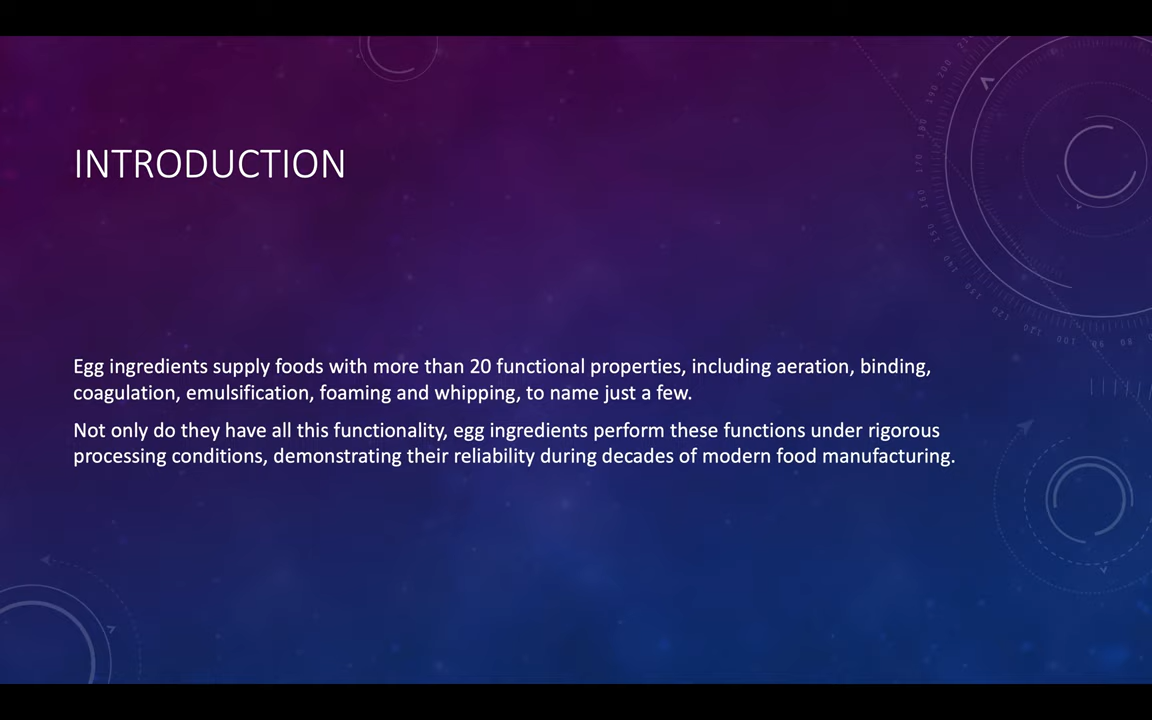 INTRODUCTION
Egg ingredients supply foods with more than 20 functional properties, including aeration, binding,
coagulation, emulsification, foaming and whipping, to name just a few.
Not only do they have all this functionality, egg ingredients perform these functions under rigorous
processing conditions, demonstrating their reliability during decades of modern food manufacturing.